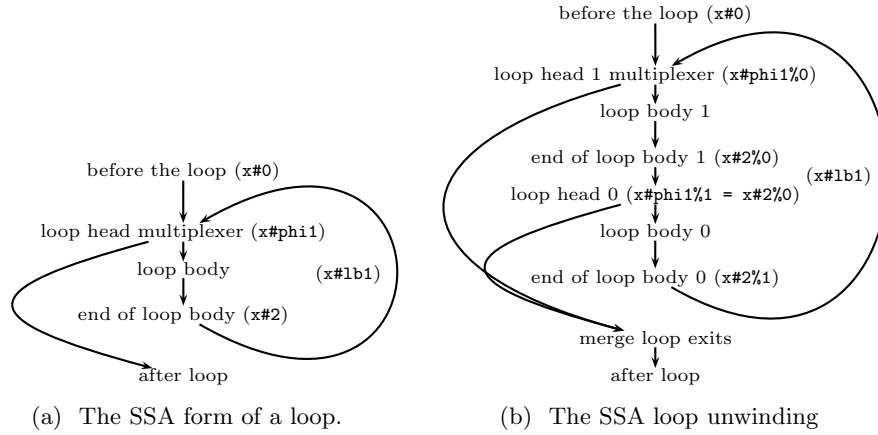 before the loop (x#0)
loop head multiplexer (x#phi1)
loop body
(x#lb1)
end of loop body (x#2)
after loop
(a) The SSA form of a loop.
before the loop (x#0)
loop head 1 multiplexer (x#phi1%0)
loop body 1
end of loop body 1 (x#2%0)
(x#lb1)
loop head 0 (x#phi1%1 = x#2%0)
loop body 0
end of loop body 0 (x#2%1)
merge loop exits
after loop
(b) The SSA loop unwinding